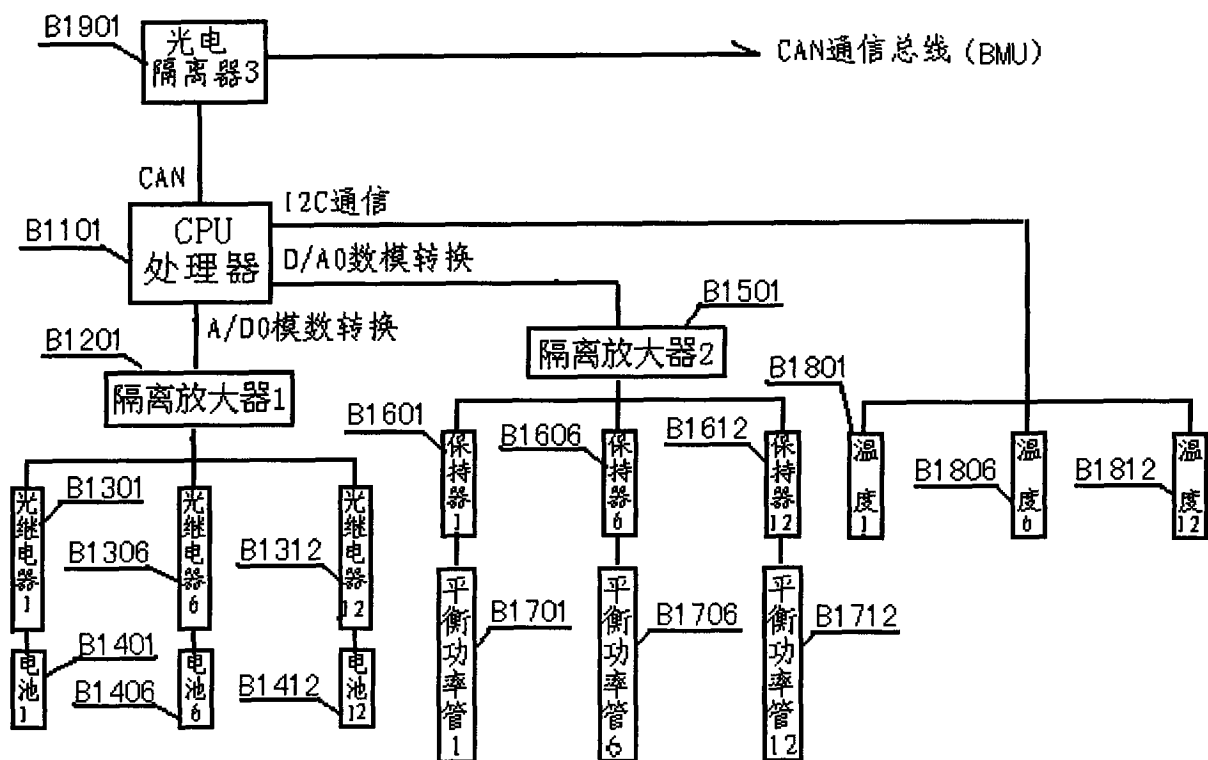 B1901
光电
隔离器3
CAN通信总线(BMU)
CAN
I2C通信
B1101
CPU
处理器
D/A0数模转换
A/D0模数转换
B1201
隔离放大器1
B1501
隔离放大器2
B1601
保持器1
B1606
保持器6
B1612
保持器12
B1801
温度1
B1806
温度6
B1812
温度12
B1301
光继电器1
B1306
光继电器6
B1312
光继电器12
B1401
电池1
B1406
电池6
B1412
电池12
B1701
平衡功率管1
B1706
平衡功率管6
B1712
平衡功率管12